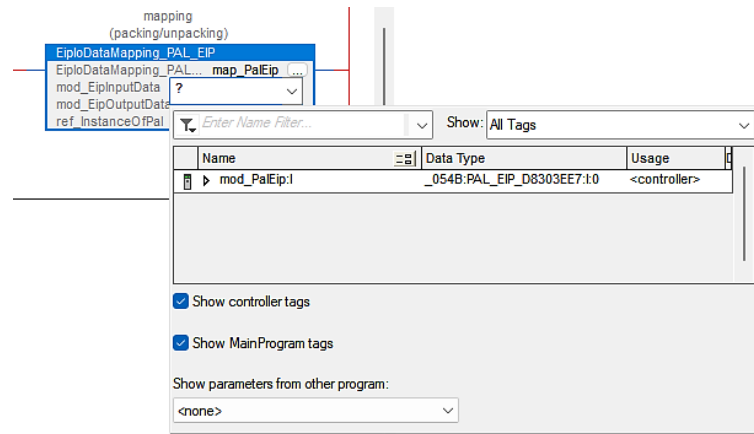 mapping
(packing/unpacking)
EiploDataMapping_PAL_EIP
EiploDataMapping_PAL... map_PalEip ...
mod_EipInputData ?
mod_EipOutputData
ref_InstanceOfPal
Enter Name Filter... Show: All Tags
Name Data Type Usage
mod_PalEip:I _054B:PAL_EIP_D8303EE7:I:0 <controller>
Show controller tags
Show MainProgram tags
Show parameters from other program:
<none>